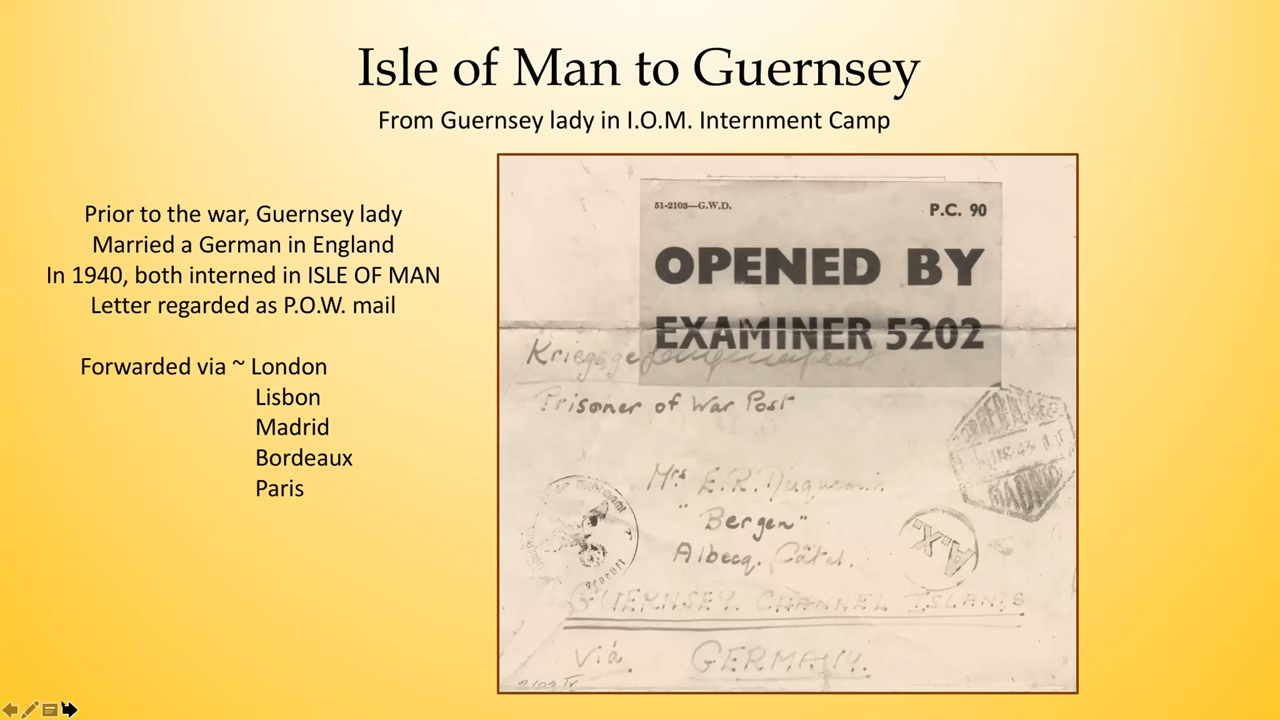 Isle of Man to Guernsey
From Guernsey lady in I.O.M. Internment Camp
Prior to the war, Guernsey lady
Married a German in England
In 1940, both interned in ISLE OF MAN
Letter regarded as P.O.W. mail
Forwarded via ~ London
Lisbon
Madrid
Bordeaux
Paris
51-2103—G.W.D.
P.C. 90
OPENED BY
EXAMINER 5202
Prisoner of War Post
Mrs E.R. Duquemin
"Bergen"
Albecq. Câtel.
GUERNSEY. CHANNEL ISLANDS
Via. GERMANY.
MADRID
A.X.